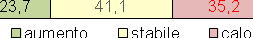 23,7 41,1 35,2
aumento stabile calo